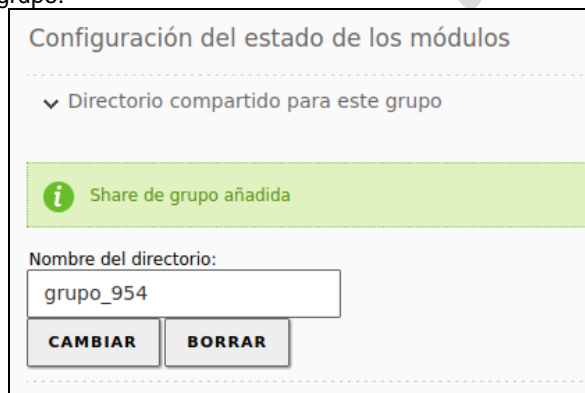 grupo.
Configuración del estado de los módulos
Directorio compartido para este grupo
Share de grupo añadida
Nombre del directorio:
grupo_954
CAMBIAR BORRAR